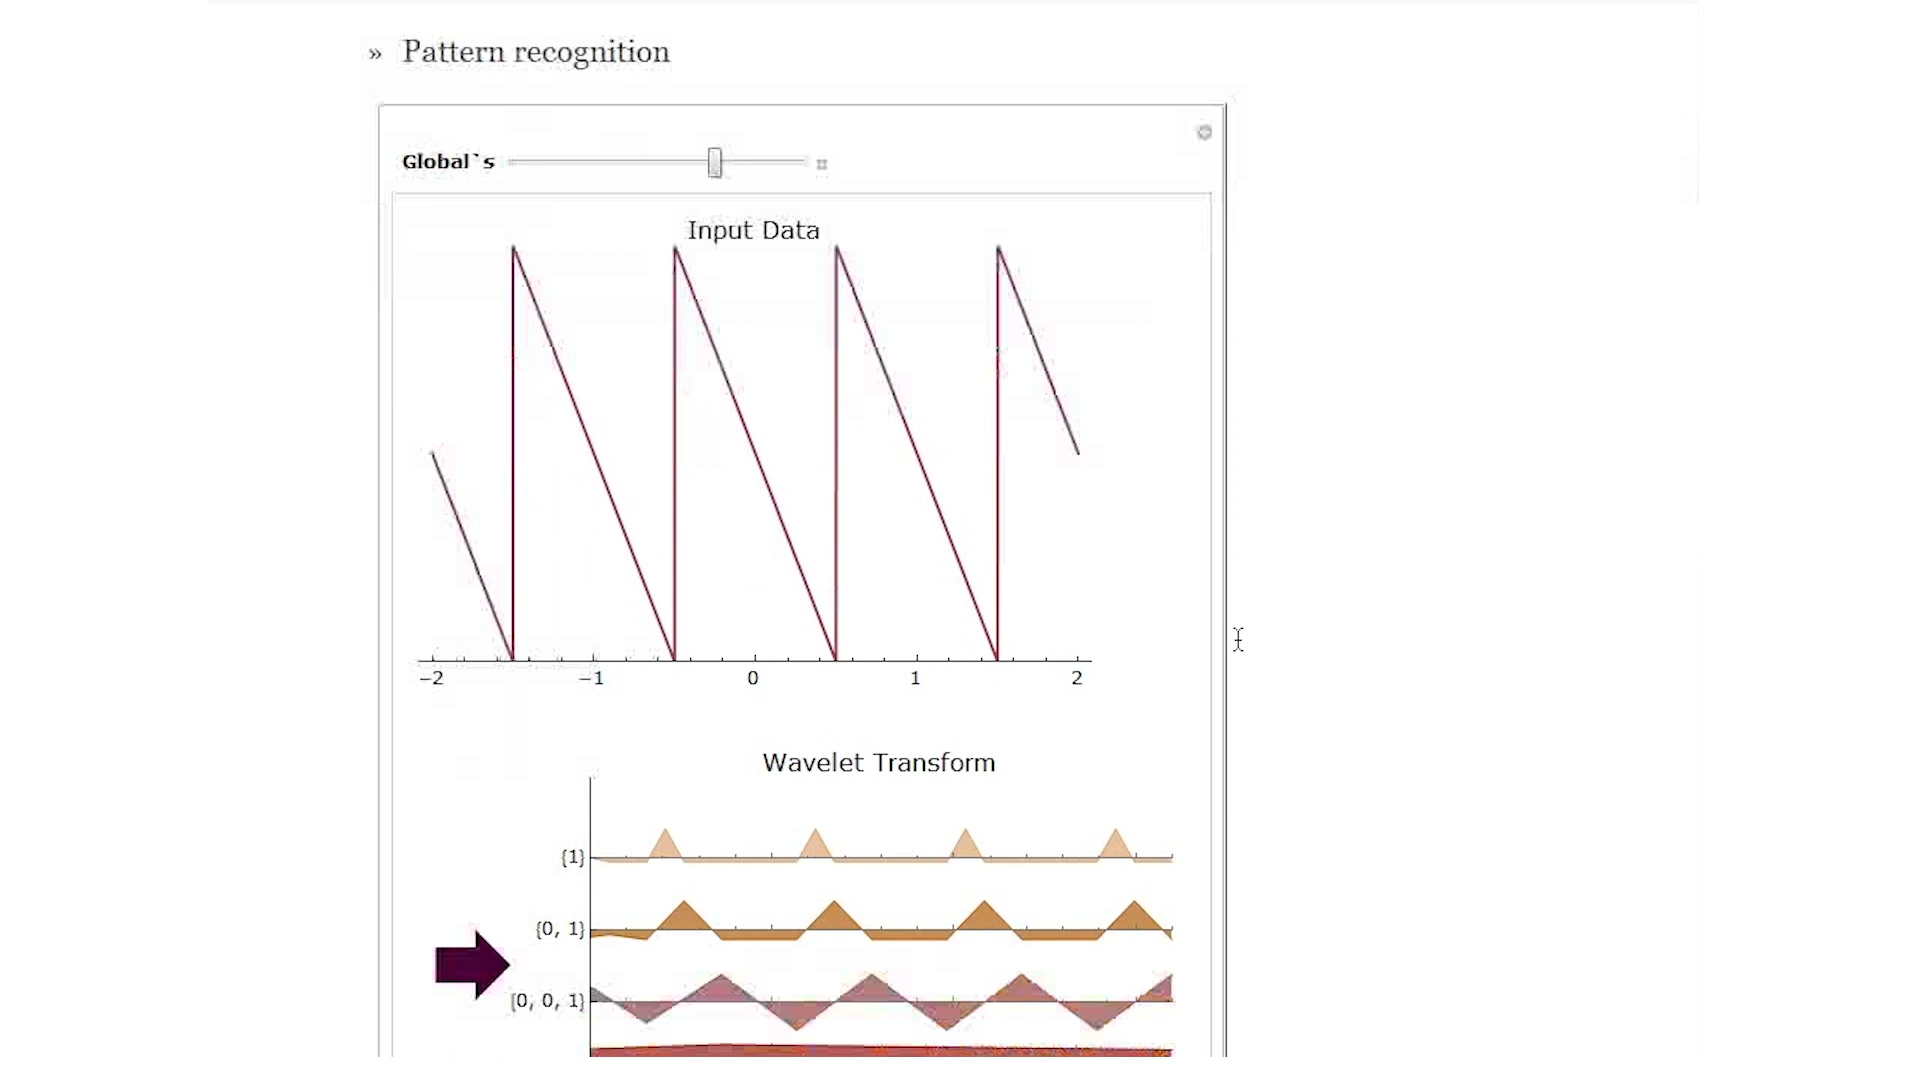 » Pattern recognition
Global`s
Input Data
−2 −1 0 1 2
Wavelet Transform
{1}
{0, 1}
{0, 0, 1}